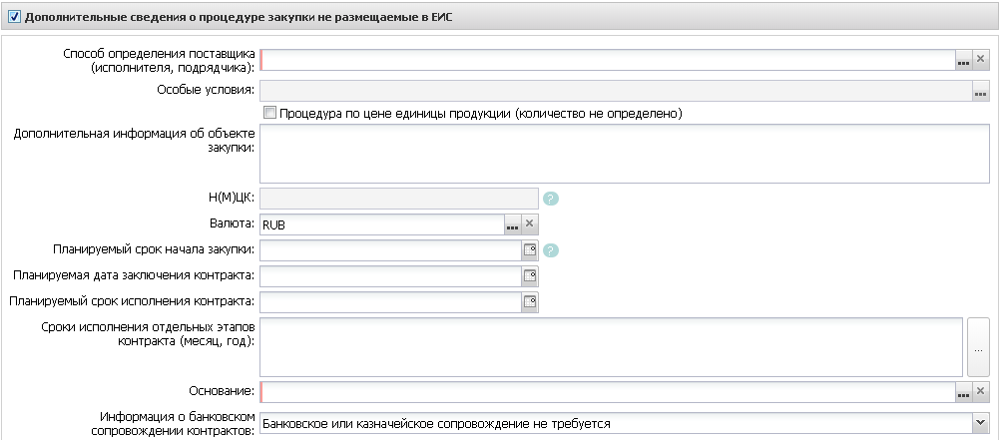 Дополнительные сведения о процедуре закупки не размещаемые в ЕИС
Способ определения поставщика
(исполнителя, подрядчика):
...
Особые условия:
...
Процедура по цене единицы продукции (количество не определено)
Дополнительная информация об объекте
закупки:
Н(М)ЦК:
?
Валюта:
RUB
...
Планируемый срок начала закупки:
?
Планируемая дата заключения контракта:
Планируемый срок исполнения контракта:
Сроки исполнения отдельных этапов
контракта (месяц, год):
...
Основание:
...
Информация о банковском
сопровождении контрактов:
Банковское или казначейское сопровождение не требуется